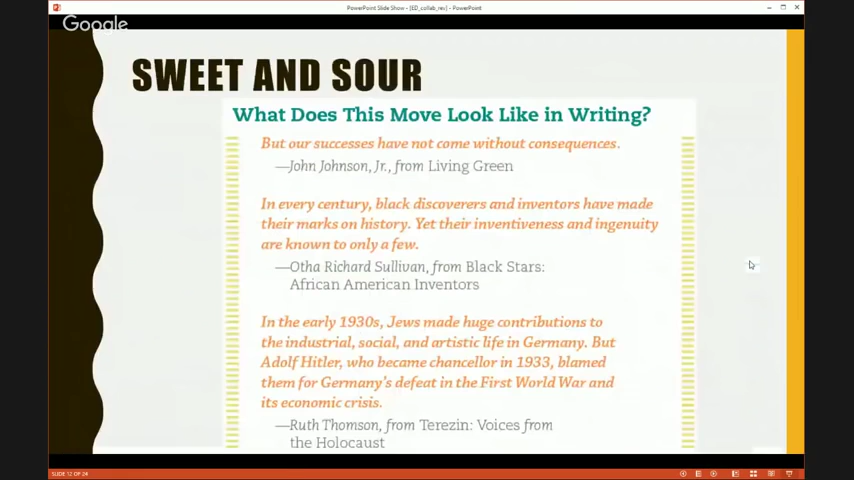 PowerPoint Slide Show - [ED_collab_rev] - PowerPoint
Google
SWEET AND SOUR
What Does This Move Look Like in Writing?
But our successes have not come without consequences.
—John Johnson, Jr., from Living Green
In every century, black discoverers and inventors have made
their marks on history. Yet their inventiveness and ingenuity
are known to only a few.
—Otha Richard Sullivan, from Black Stars:
African American Inventors
In the early 1930s, Jews made huge contributions to
the industrial, social, and artistic life in Germany. But
Adolf Hitler, who became chancellor in 1933, blamed
them for Germany's defeat in the First World War and
its economic crisis.
—Ruth Thomson, from Terezin: Voices from
the Holocaust
SLIDE 12 OF 24